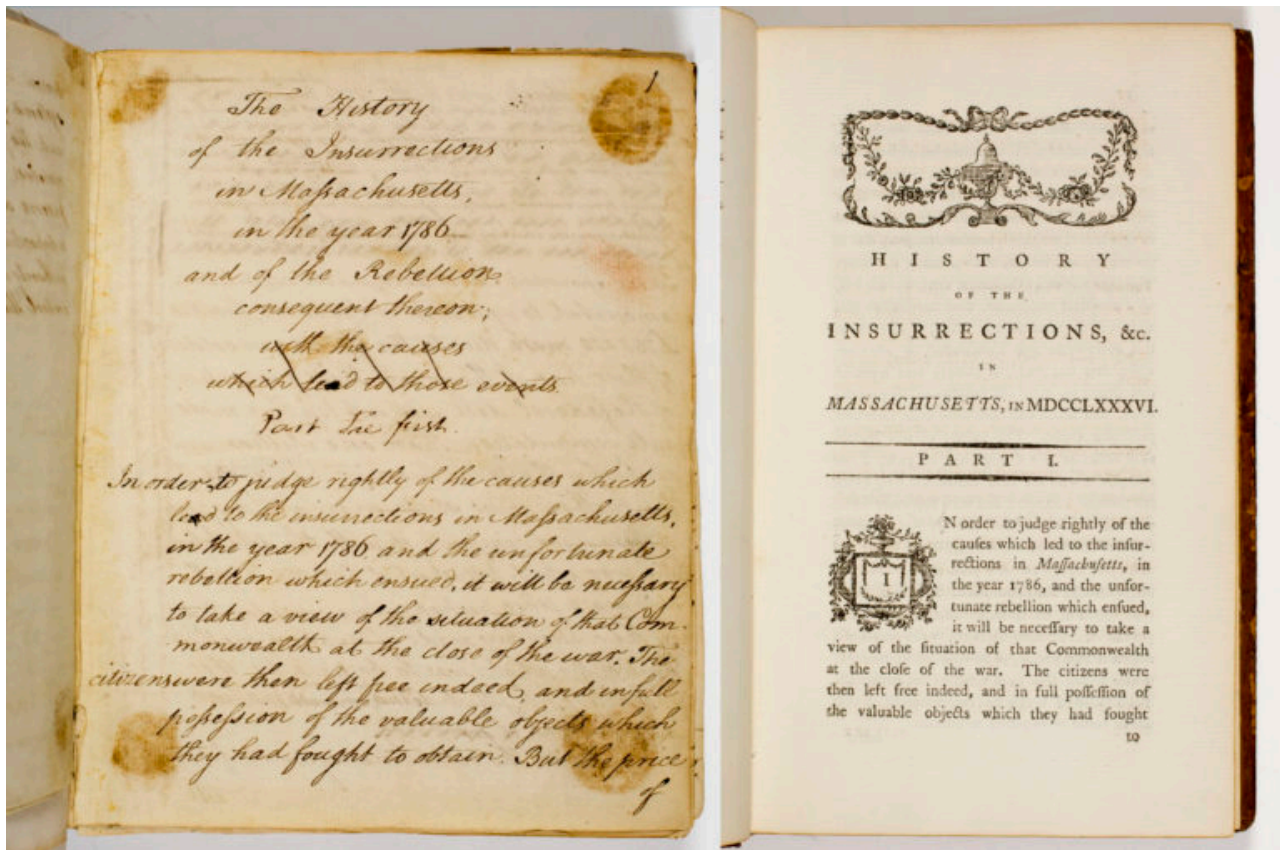 1
The History
of the Insurrections
in Maſsachusetts,
in the year 1786
and of the Rebellion
consequent thereon;
with the causes
which lead to those events.
Part The first.
In order to judge rightly of the causes which
lead to the insurrections in Maſsachusetts,
in the year 1786 and the unfortunate
rebellion which ensued, it will be neceſsary
to take a view of the situation of that Com-
monwealth at the close of the war. The
citizens were then left free indeed, and in full
poſseſsion of the valuable objects which
they had fought to obtain. But the price
of
HISTORY
OF THE
INSURRECTIONS, &c.
IN
MASSACHUSETTS, IN MDCCLXXXVI.
PART I.
IN order to judge rightly of the
cauſes which led to the inſur-
rections in Maſſachuſetts, in
the year 1786, and the unfor-
tunate rebellion which enſued,
it will be neceſſary to take a
view of the ſituation of that Commonwealth
at the cloſe of the war. The citizens were
then left free indeed, and in full poſſeſſion of
the valuable objects which they had fought
to